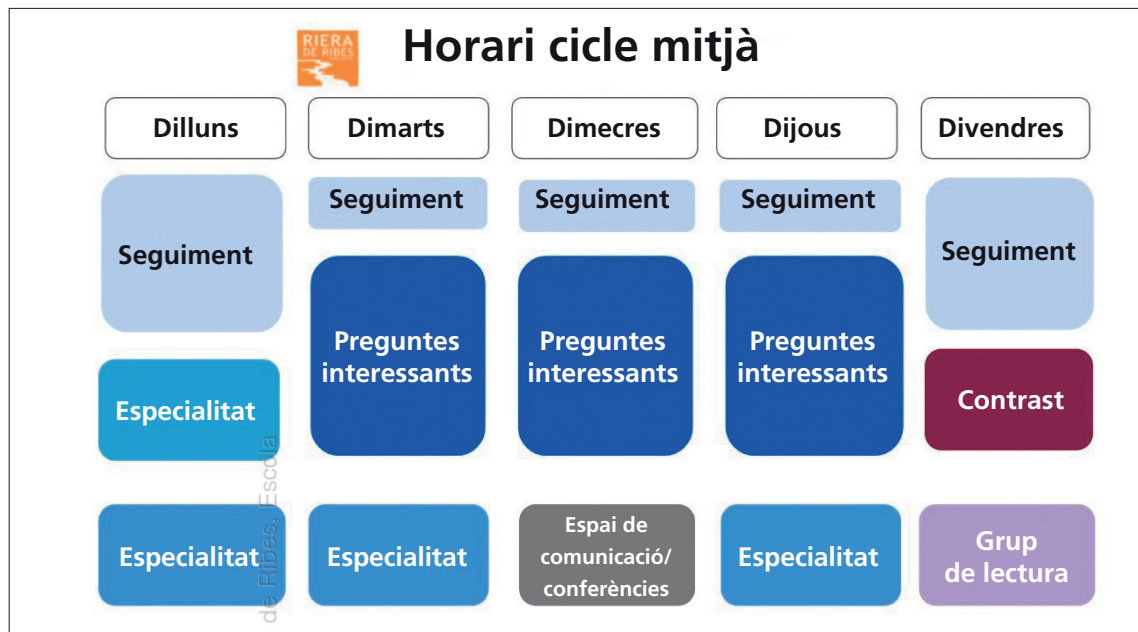 RIERA
DE RIBES
Horari cicle mitjà
Dilluns
Dimarts
Dimecres
Dijous
Divendres
Seguiment
Seguiment
Seguiment
Seguiment
Seguiment
Preguntes
interessants
Preguntes
interessants
Preguntes
interessants
Especialitat
Contrast
Especialitat
Especialitat
Espai de
comunicació/
conferències
Especialitat
Grup
de lectura
de Ribes, Escola